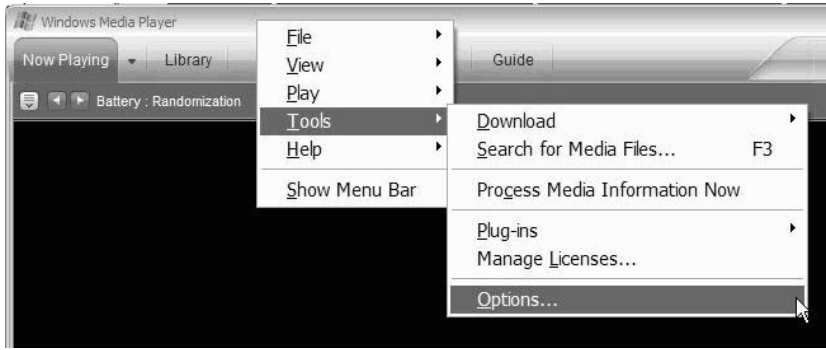 Windows Media Player
Now Playing Library Guide
Battery : Randomization
File
View
Play
Tools
Help
Show Menu Bar
Download
Search for Media Files... F3
Process Media Information Now
Plug-ins
Manage Licenses...
Options...